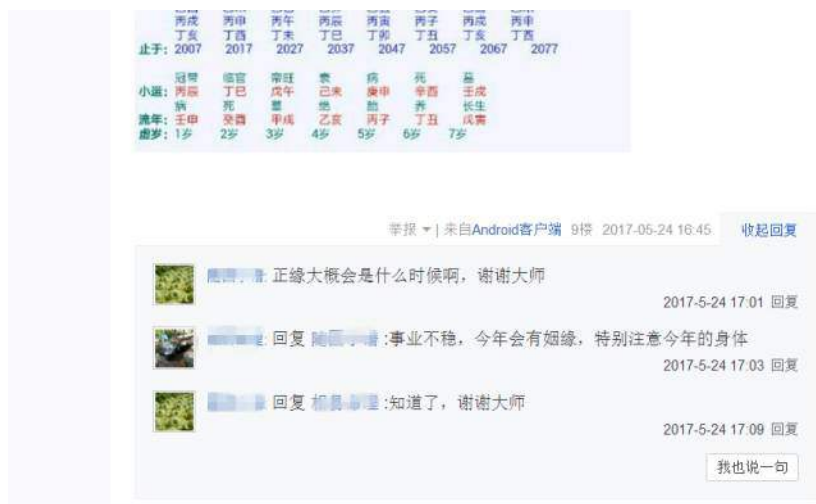 丙戌 丙申 丙午 丙辰 丙寅 丙子 丙戌 丙申
丁亥 丁酉 丁未 丁巳 丁卯 丁丑 丁亥 丁酉
止于: 2007 2017 2027 2037 2047 2057 2067 2077
冠带 临官 帝旺 衰 病 死 墓
小运: 丙辰 丁巳 戊午 己未 庚申 辛酉 壬戌
病 死 墓 绝 胎 养 长生
流年: 壬申 癸酉 甲戌 乙亥 丙子 丁丑 戊寅
虚岁: 1岁 2岁 3岁 4岁 5岁 6岁 7岁
举报 | 来自Android客户端 9楼 2017-05-24 16:45 收起回复
: 正缘大概会是什么时候啊，谢谢大师
2017-5-24 17:01 回复
: 回复 :事业不稳，今年会有姻缘，特别注意今年的身体
2017-5-24 17:03 回复
: 回复 :知道了，谢谢大师
2017-5-24 17:09 回复
我也说一句